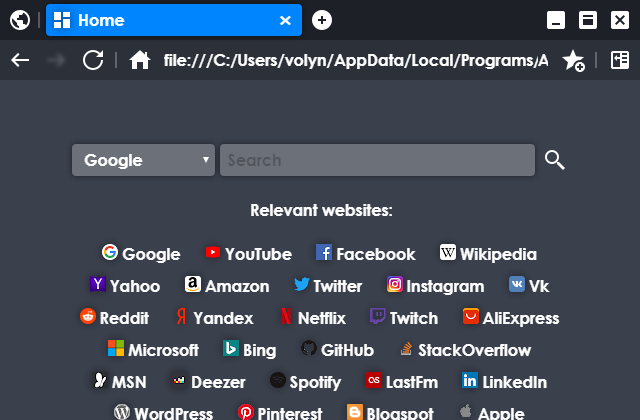 Home
file:///C:/Users/volyn/AppData/Local/Programs/A
Google Search
Relevant websites:
Google YouTube Facebook Wikipedia
Yahoo Amazon Twitter Instagram Vk
Reddit Yandex Netflix Twitch AliExpress
Microsoft Bing GitHub StackOverflow
MSN Deezer Spotify LastFm LinkedIn
WordPress Pinterest Blogspot Apple